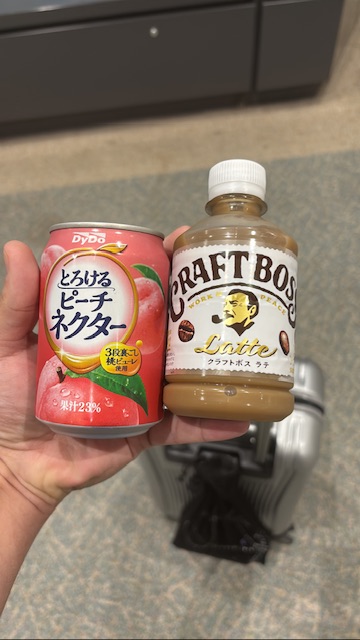 DyDo
とろける
ピーチ
ネクター
3段裏ごし
桃ピューレ
使用
果汁23%
CRAFT BOSS
WORK PEACE
Latte
クラフトボス ラテ